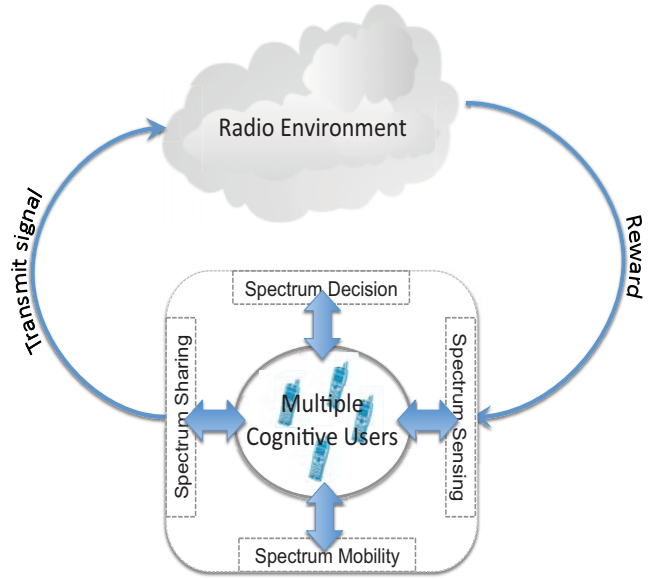 Radio Environment
Transmit signal
Reward
Spectrum Decision
Spectrum Sharing
Multiple
Cognitive Users
Spectrum Sensing
Spectrum Mobility